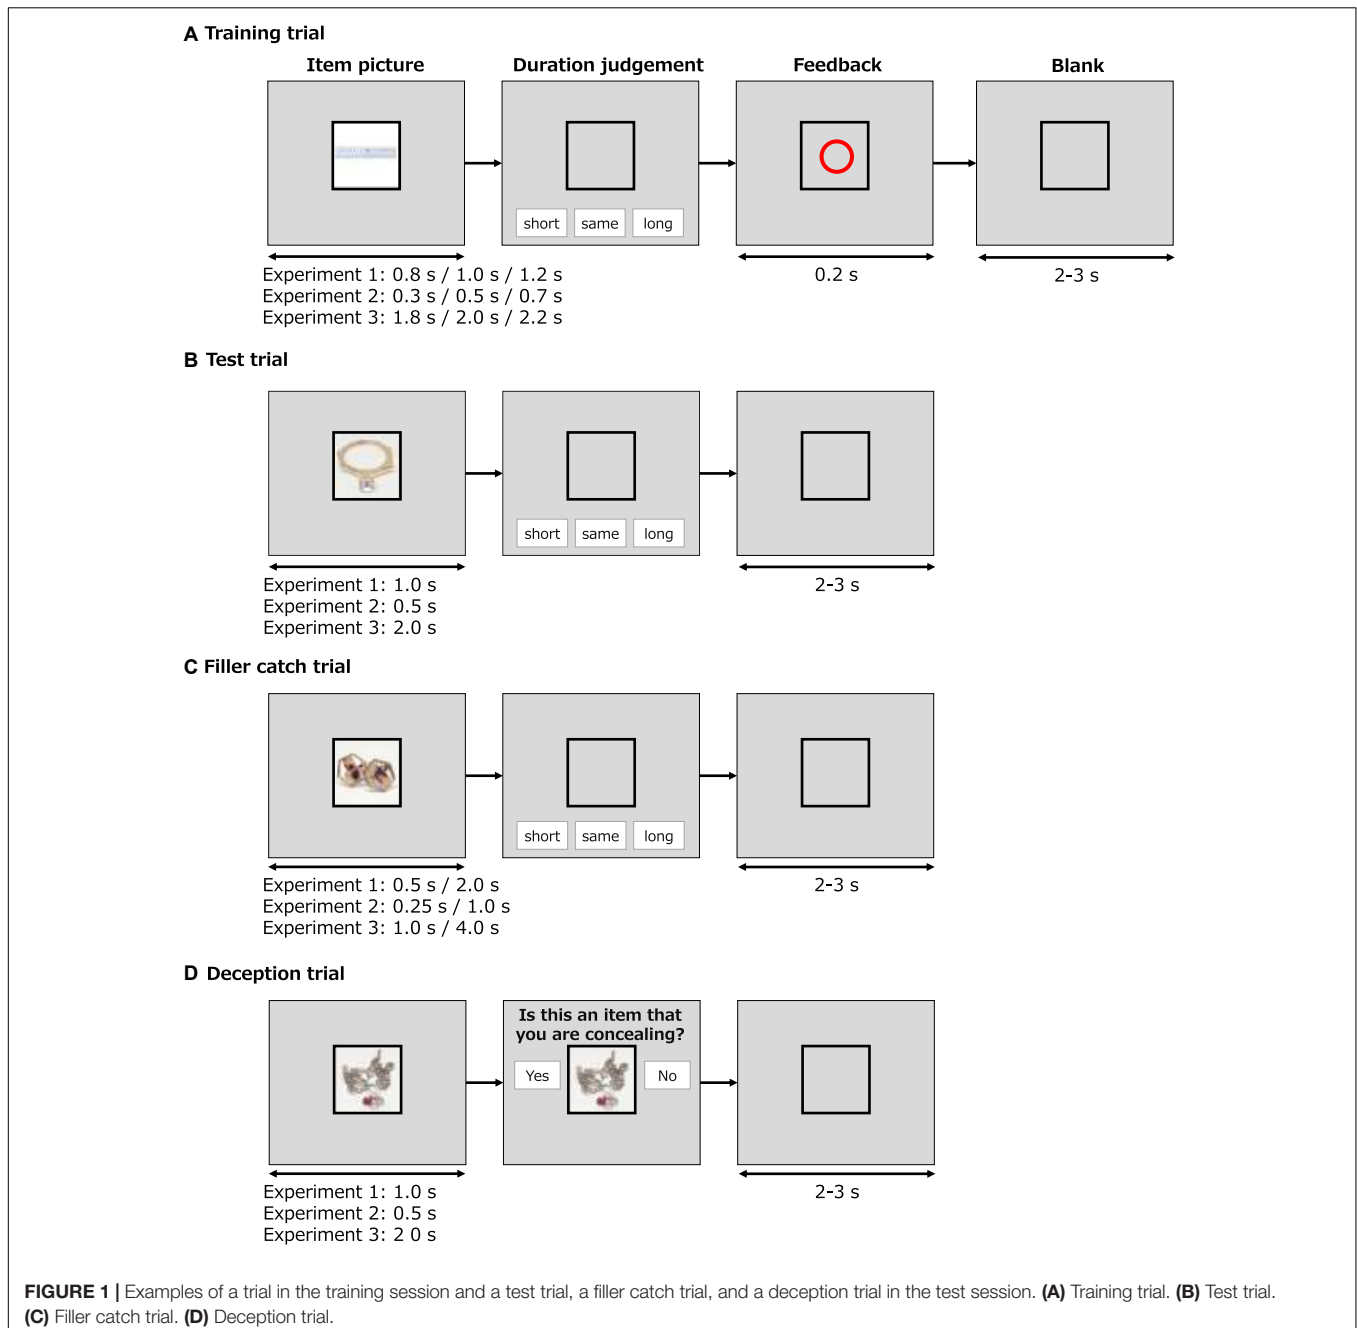 A Training trial
Item picture
Duration judgement
Feedback
Blank
short same long
Experiment 1: 0.8 s / 1.0 s / 1.2 s
Experiment 2: 0.3 s / 0.5 s / 0.7 s
Experiment 3: 1.8 s / 2.0 s / 2.2 s
0.2 s
2-3 s
B Test trial
short same long
Experiment 1: 1.0 s
Experiment 2: 0.5 s
Experiment 3: 2.0 s
2-3 s
C Filler catch trial
short same long
Experiment 1: 0.5 s / 2.0 s
Experiment 2: 0.25 s / 1.0 s
Experiment 3: 1.0 s / 4.0 s
2-3 s
D Deception trial
Is this an item that
you are concealing?
Yes No
Experiment 1: 1.0 s
Experiment 2: 0.5 s
Experiment 3: 2 0 s
2-3 s
FIGURE 1 | Examples of a trial in the training session and a test trial, a filler catch trial, and a deception trial in the test session. (A) Training trial. (B) Test trial.
(C) Filler catch trial. (D) Deception trial.